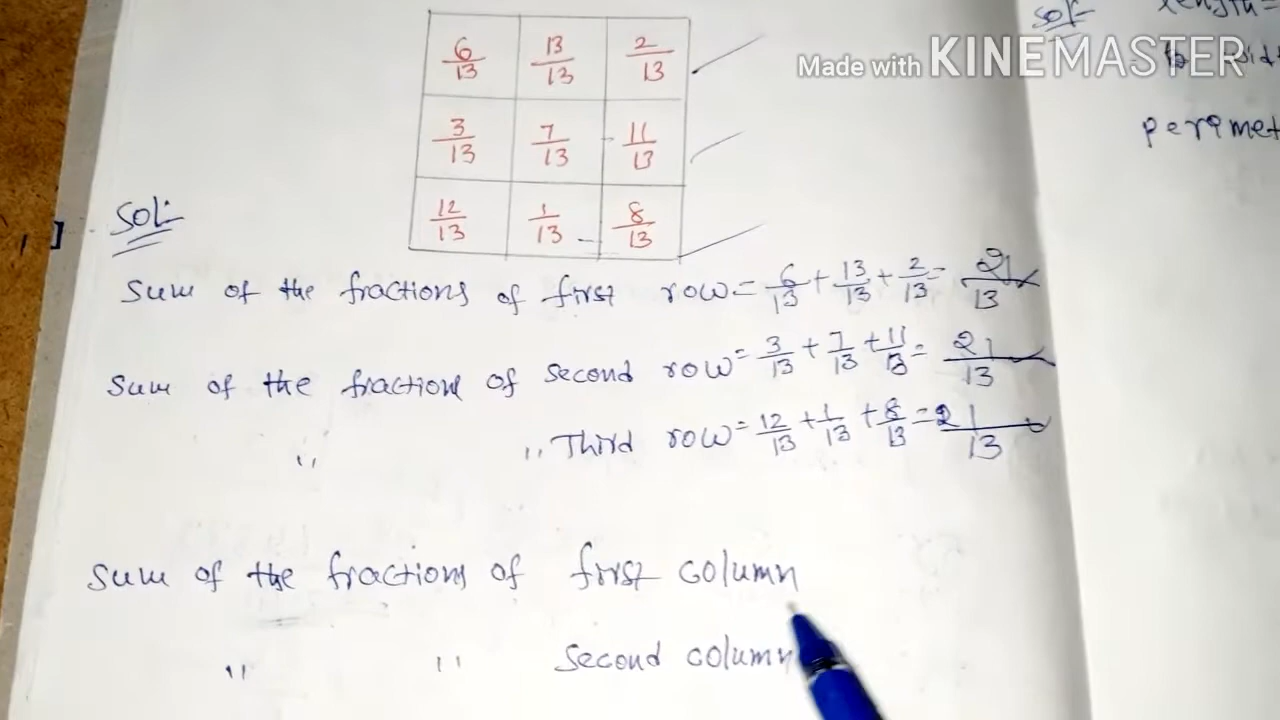 Made with KINEMASTER
6/13 13/13 2/13
3/13 7/13 11/13
12/13 1/13 8/13
Sol:-
Sum of the fractions of first row = 6/13 + 13/13 + 2/13 = 21/13
Sum of the fractions of second row = 3/13 + 7/13 + 11/13 = 21/13
" " Third row = 12/13 + 1/13 + 8/13 = 21/13
Sum of the fractions of first column
" " Second column
Sol:-
length =
perimet